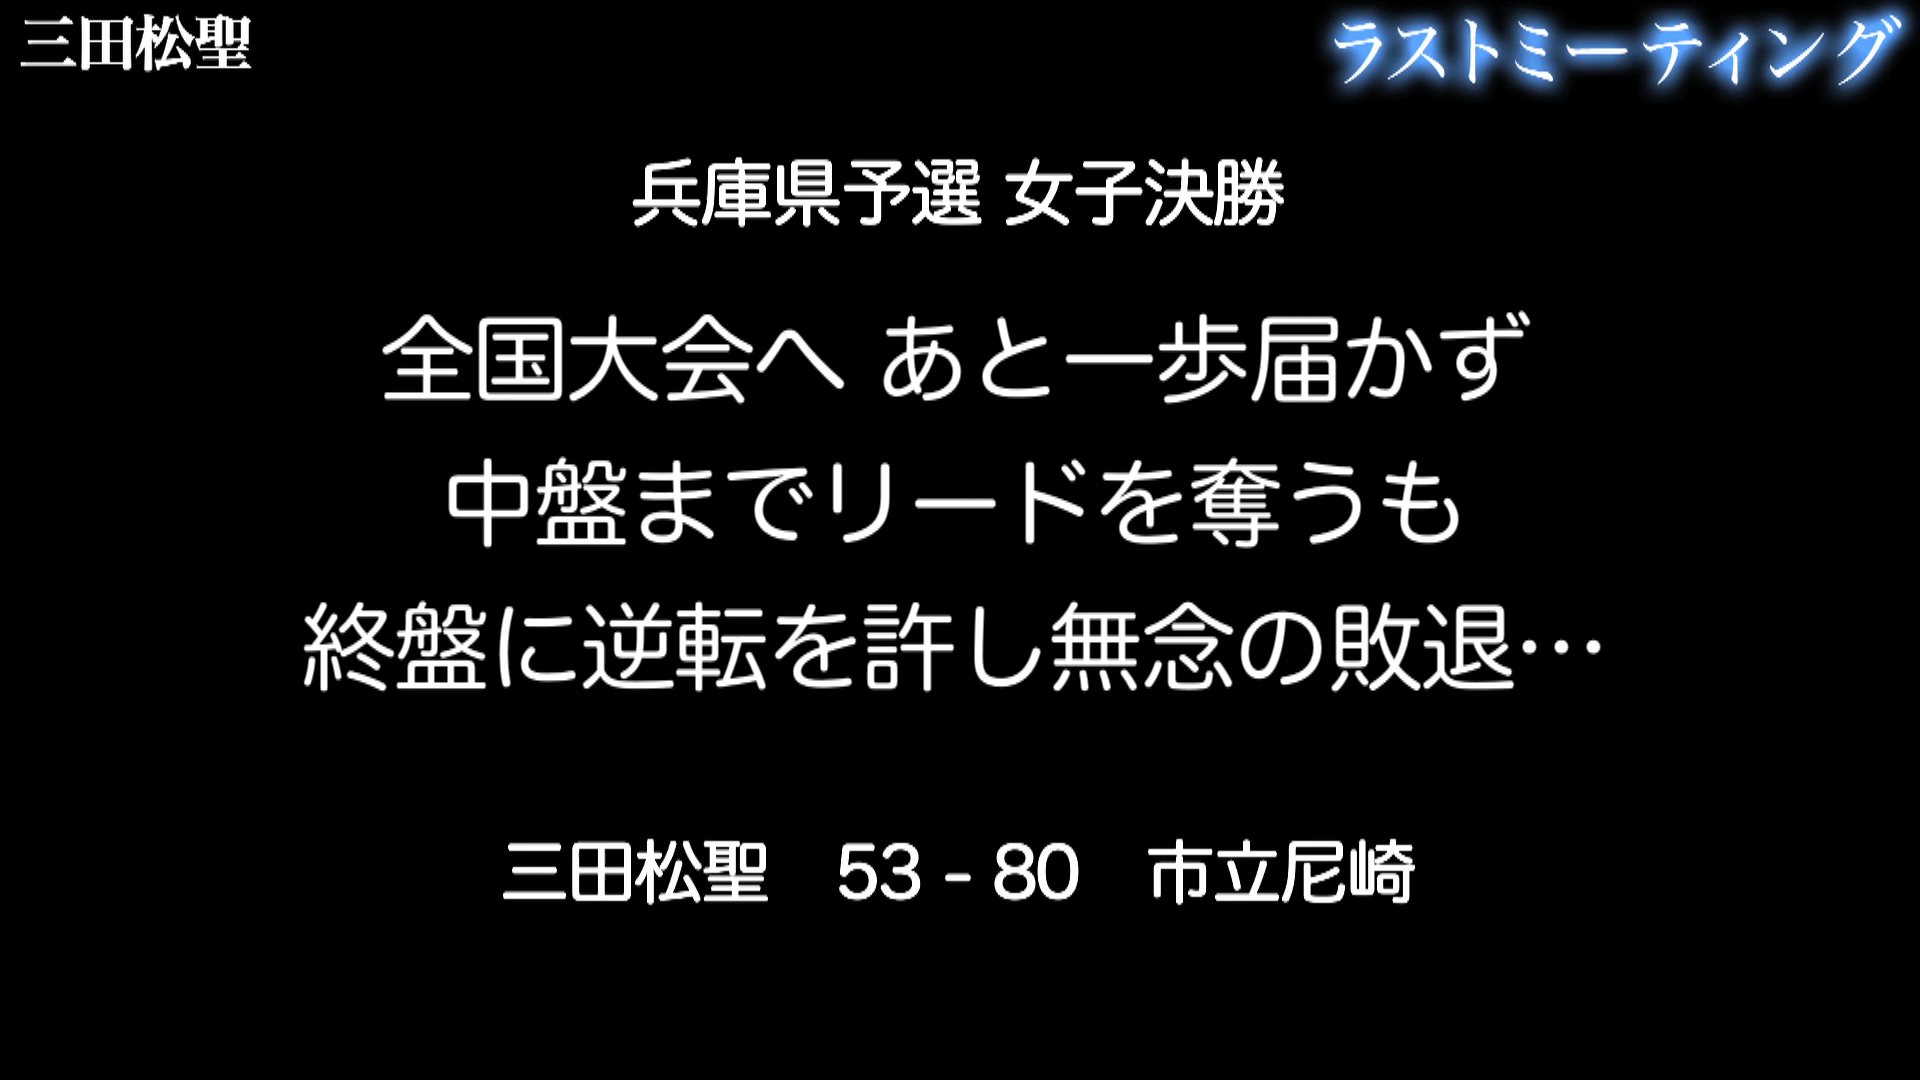 三田松聖
ラストミーティング
兵庫県予選 女子決勝
全国大会へ あと一歩届かず
中盤までリードを奪うも
終盤に逆転を許し無念の敗退…
三田松聖　53 - 80　市立尼崎